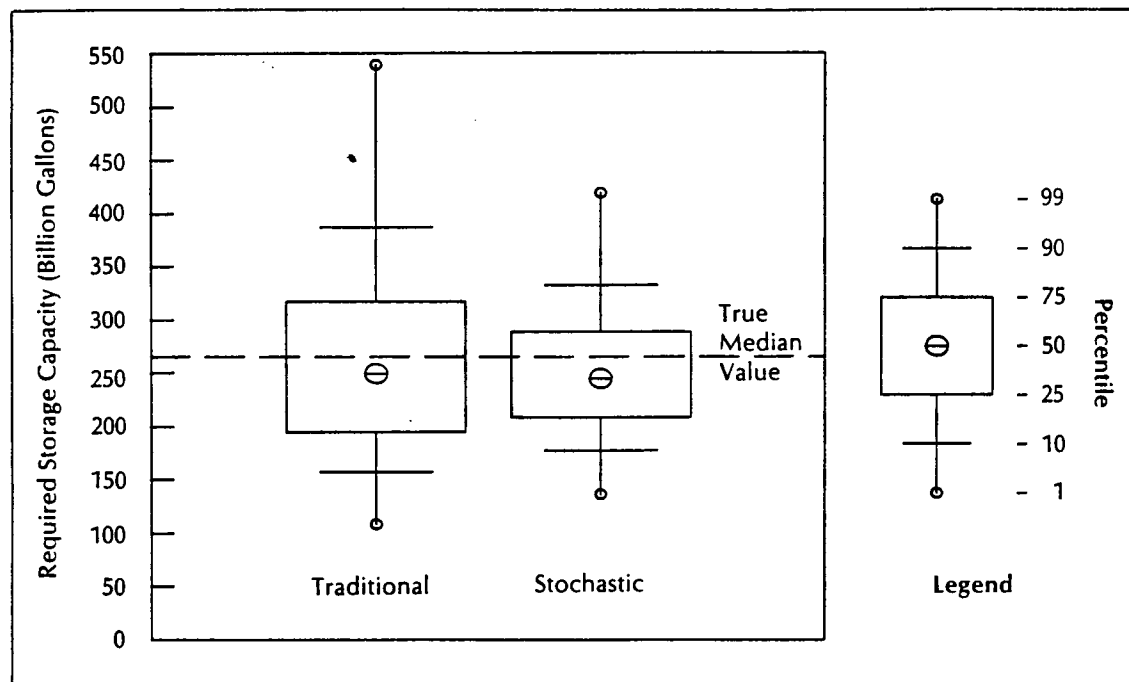 Required Storage Capacity (Billion Gallons)
550
500
450
400
350
300
250
200
150
100
50
0
Traditional
Stochastic
True
Median
Value
- 99
- 90
- 75
- 50
- 25
- 10
- 1
Percentile
Legend